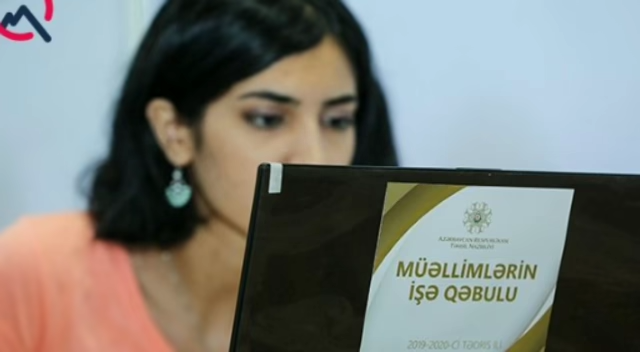 AZƏRBAYCAN RESPUBLİKASI
TƏHSİL NAZİRLİYİ
MÜƏLLİMLƏRİN
İŞƏ QƏBULU
2019-2020-Cİ TƏDRİS İLİ